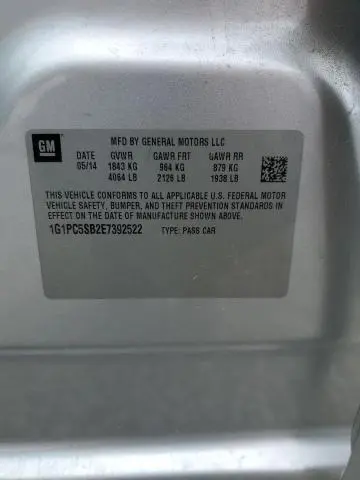 GM
MFD BY GENERAL MOTORS LLC
DATE GVWR GAWR FRT GAWR RR
05/14 1843 KG 964 KG 879 KG
4064 LB 2126 LB 1938 LB
THIS VEHICLE CONFORMS TO ALL APPLICABLE U.S. FEDERAL MOTOR
VEHICLE SAFETY, BUMPER, AND THEFT PREVENTION STANDARDS IN
EFFECT ON THE DATE OF MANUFACTURE SHOWN ABOVE.
1G1PC5SB2E7392522 TYPE: PASS CAR